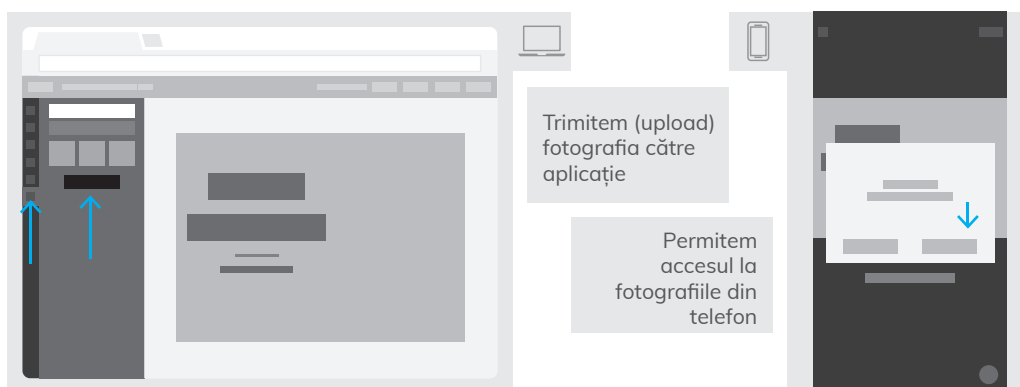 Trimitem (upload)
fotografia către
aplicație
Permitem
accesul la
fotografiile din
telefon